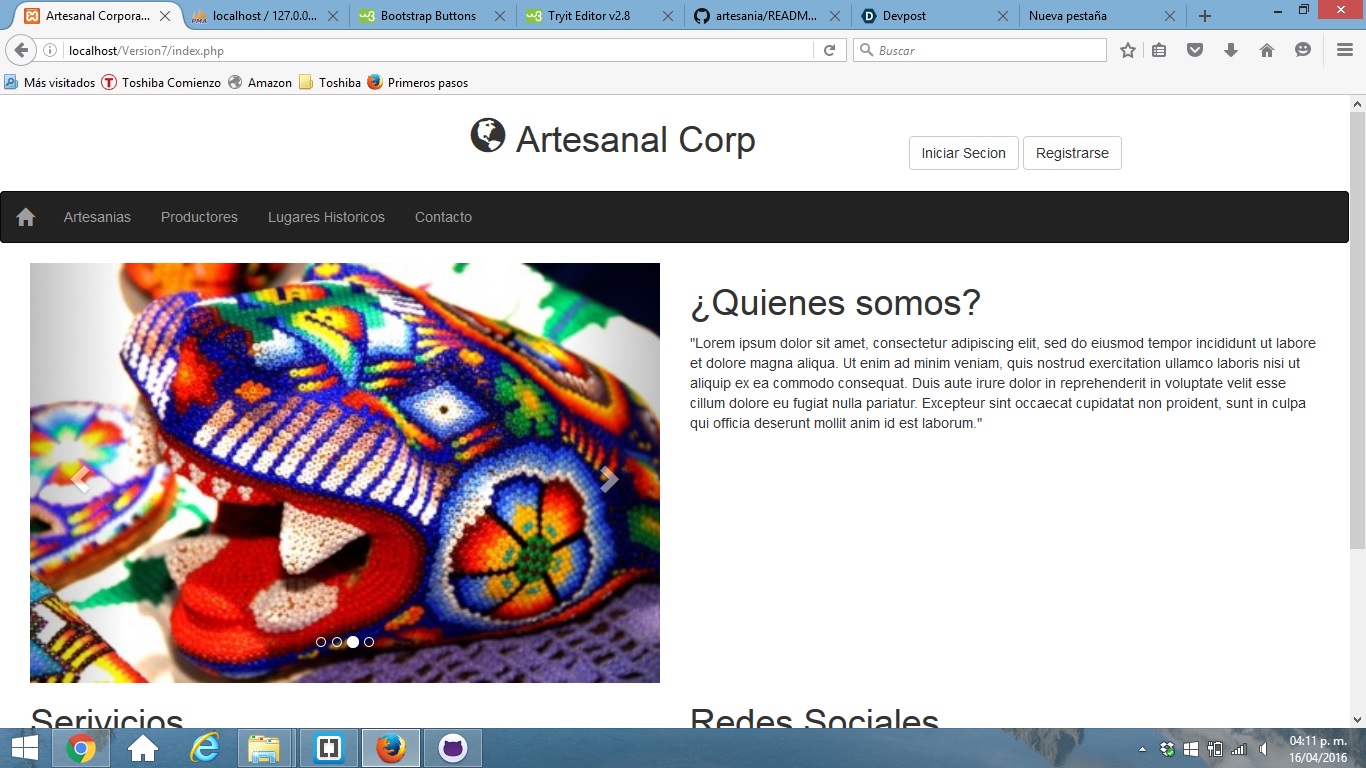 Artesanal Corpora...
localhost / 127.0.0...
Bootstrap Buttons
Tryit Editor v2.8
artesania/READM...
Devpost
Nueva pestaña
localhost/Version7/index.php
Buscar
Más visitados
Toshiba Comienzo
Amazon
Toshiba
Primeros pasos
Artesanal Corp
Iniciar Secion
Registrarse
Artesanias
Productores
Lugares Historicos
Contacto
¿Quienes somos?
"Lorem ipsum dolor sit amet, consectetur adipiscing elit, sed do eiusmod tempor incididunt ut labore
et dolore magna aliqua. Ut enim ad minim veniam, quis nostrud exercitation ullamco laboris nisi ut
aliquip ex ea commodo consequat. Duis aute irure dolor in reprehenderit in voluptate velit esse
cillum dolore eu fugiat nulla pariatur. Excepteur sint occaecat cupidatat non proident, sunt in culpa
qui officia deserunt mollit anim id est laborum."
Serivicios
Redes Sociales
04:11 p. m.
16/04/2016